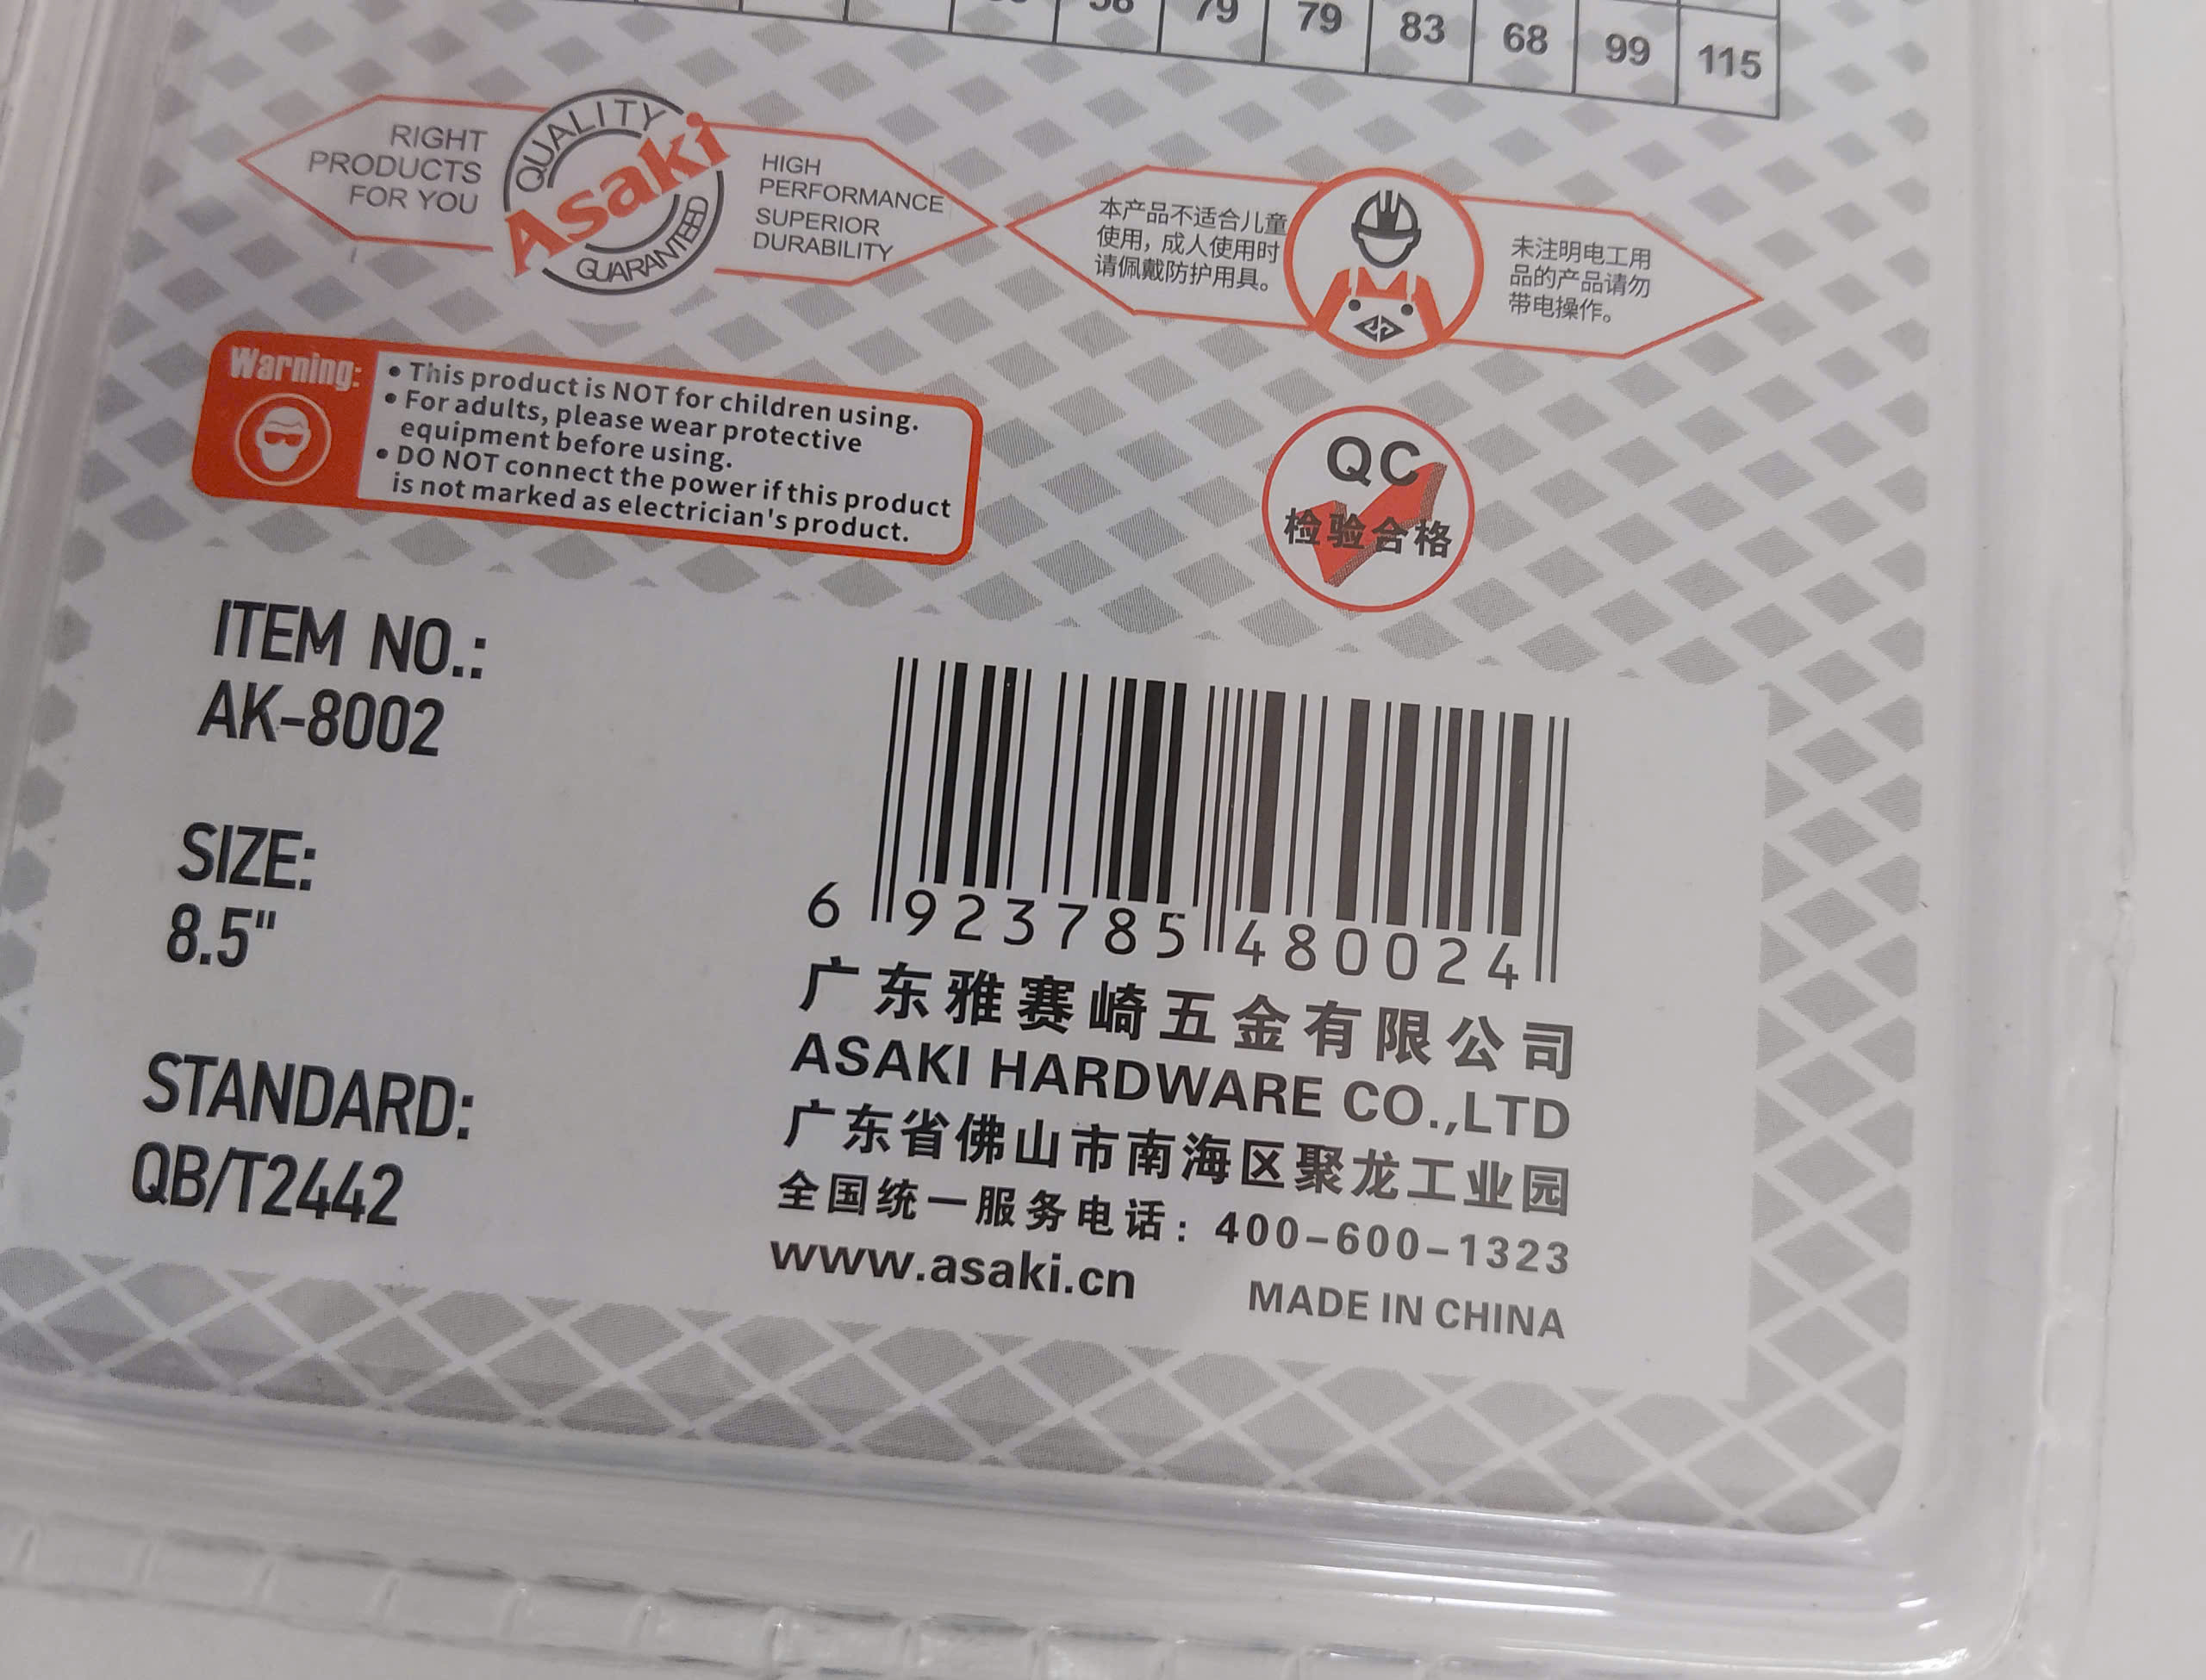 79 79 83 68 99 115
RIGHT
PRODUCTS
FOR YOU
QUALITY
Asaki
GUARANTEED
HIGH
PERFORMANCE
SUPERIOR
DURABILITY
本产品不适合儿童
使用，成人使用时
请佩戴防护用具。
未注明电工用
品的产品请勿
带电操作。
Warning:
• This product is NOT for children using.
• For adults, please wear protective
equipment before using.
• DO NOT connect the power if this product
is not marked as electrician's product.
QC
检验合格
ITEM NO.:
AK-8002
SIZE:
8.5"
STANDARD:
QB/T2442
6 923785 480024
广东雅赛崎五金有限公司
ASAKI HARDWARE CO.,LTD
广东省佛山市南海区聚龙工业园
全国统一服务电话：400-600-1323
www.asaki.cn
MADE IN CHINA